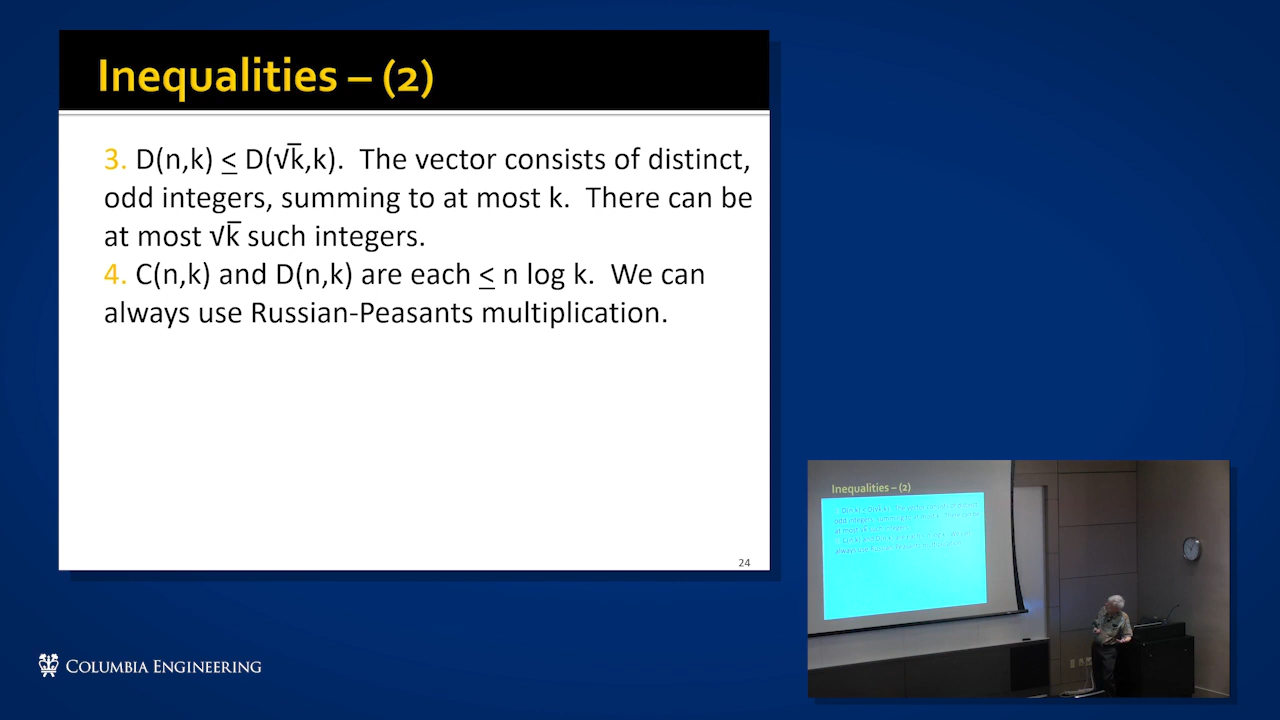 Inequalities – (2)
3. D(n,k) ≤ D(√k̅,k).  The vector consists of distinct,
odd integers, summing to at most k.  There can be
at most √k̅ such integers.
4. C(n,k) and D(n,k) are each ≤ n log k.  We can
always use Russian-Peasants multiplication.
24
COLUMBIA ENGINEERING
Inequalities – (2)